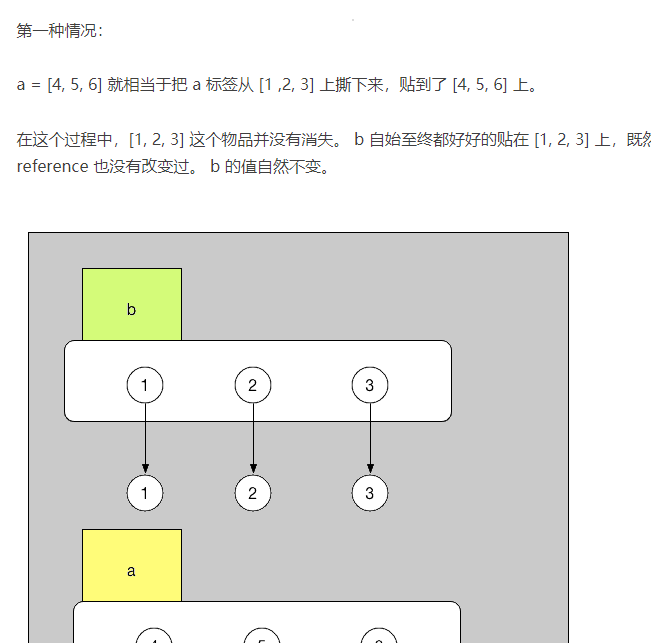 第一种情况：
a = [4, 5, 6] 就相当于把 a 标签从 [1 ,2, 3] 上撕下来，贴到了 [4, 5, 6] 上。
在这个过程中，[1, 2, 3] 这个物品并没有消失。 b 自始至终都好好的贴在 [1, 2, 3] 上，既然
reference 也没有改变过。 b 的值自然不变。
b
1 2 3
1 2 3
a